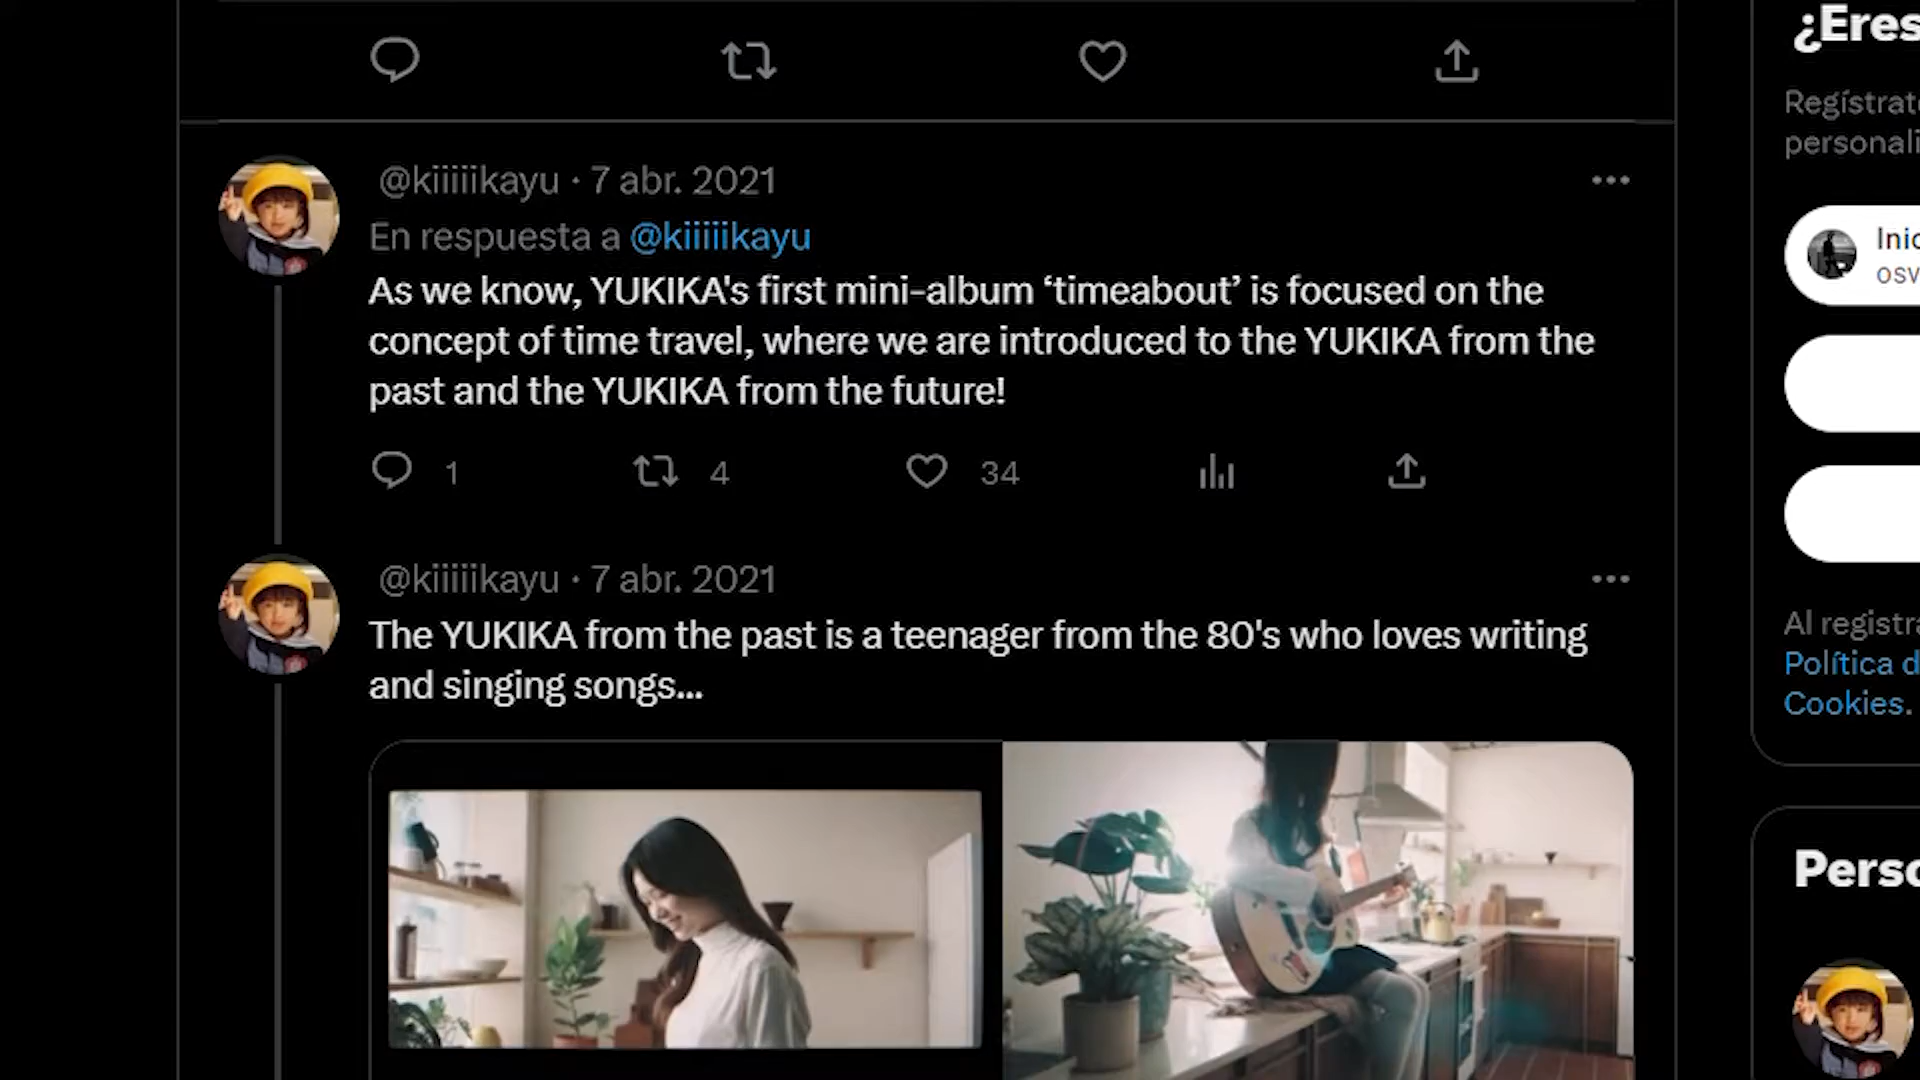 @kiiiiikayu · 7 abr. 2021
En respuesta a @kiiiiikayu
As we know, YUKIKA's first mini-album ‘timeabout’ is focused on the
concept of time travel, where we are introduced to the YUKIKA from the
past and the YUKIKA from the future!
1 4 34
@kiiiiikayu · 7 abr. 2021
The YUKIKA from the past is a teenager from the 80's who loves writing
and singing songs...
¿Eres
Regístrat
personali
Inic
osv
Al registra
Política d
Cookies.
Perso